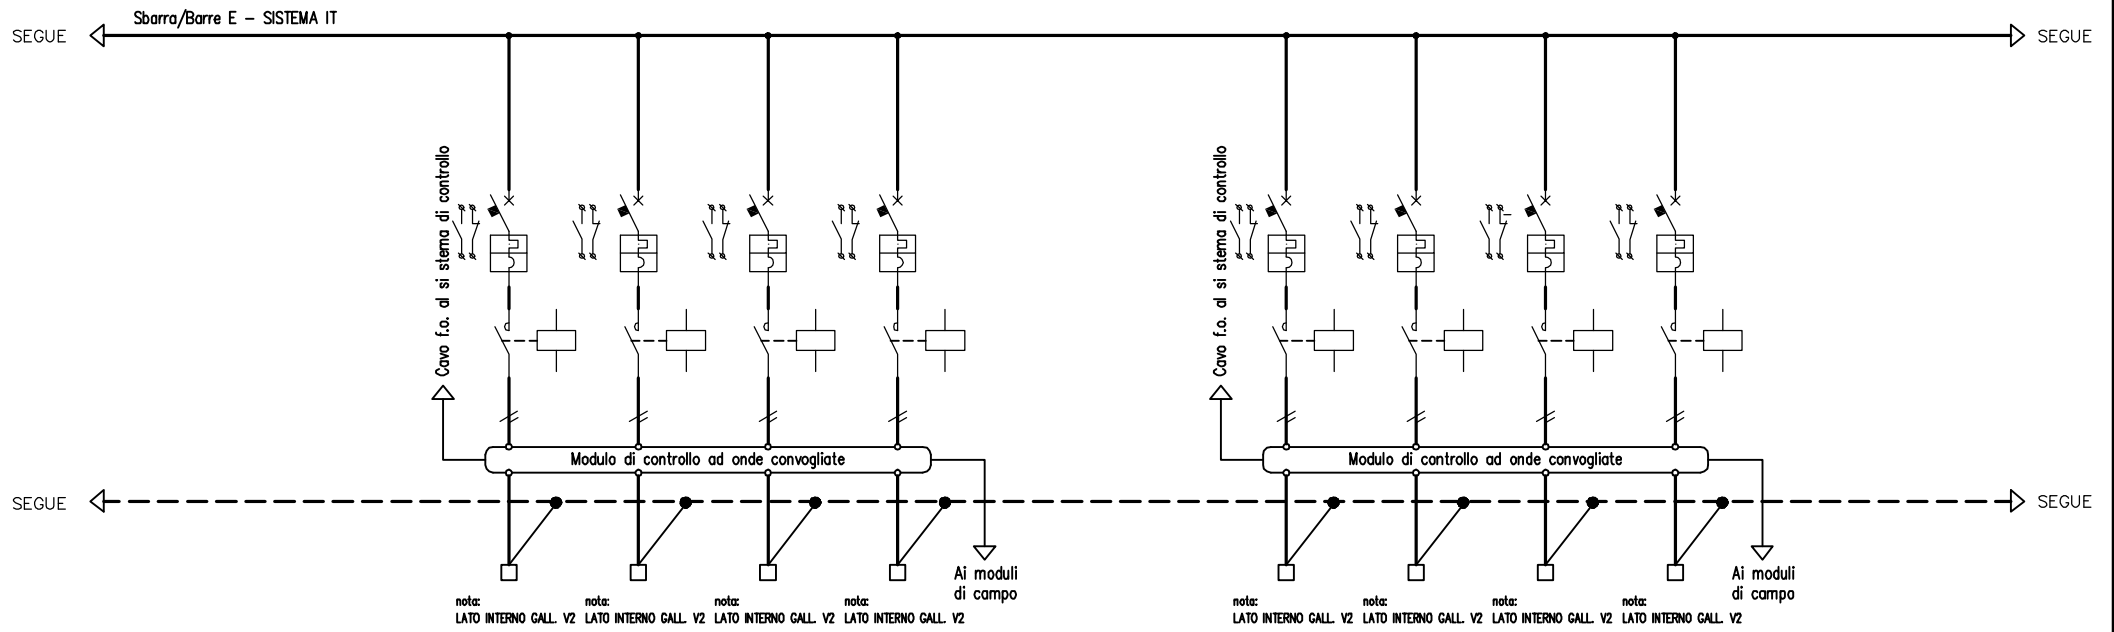 Sbarra/Barre E - SISTEMA IT
SEGUE
SEGUE
Cavo f.o. al si stema di controllo
Cavo f.o. al si stema di controllo
Modulo di controllo ad onde convogliate
Modulo di controllo ad onde convogliate
SEGUE
SEGUE
Ai moduli
di campo
Ai moduli
di campo
nota:
LATO INTERNO GALL. V2
nota:
LATO INTERNO GALL. V2
nota:
LATO INTERNO GALL. V2
nota:
LATO INTERNO GALL. V2
nota:
LATO INTERNO GALL. V2
nota:
LATO INTERNO GALL. V2
nota:
LATO INTERNO GALL. V2
nota:
LATO INTERNO GALL. V2